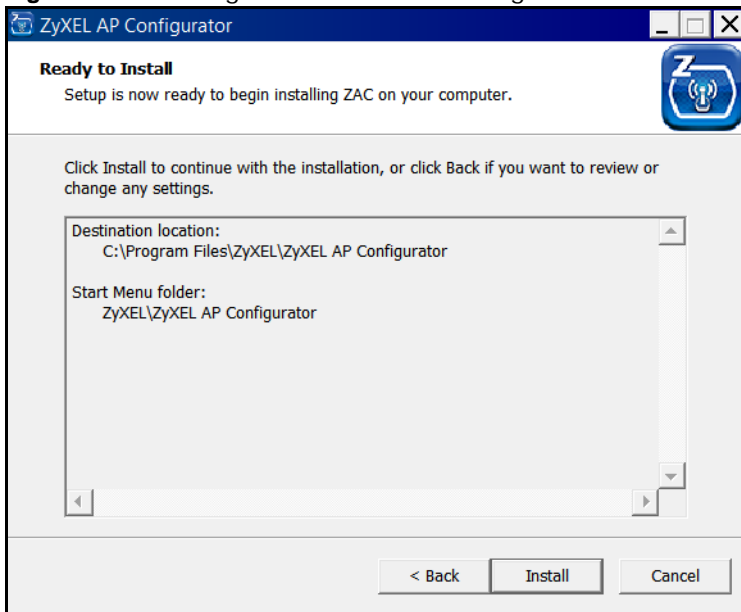 ZyXEL AP Configurator
Ready to Install
Setup is now ready to begin installing ZAC on your computer.
Z
Click Install to continue with the installation, or click Back if you want to review or
change any settings.
Destination location:
C:\Program Files\ZyXEL\ZyXEL AP Configurator
Start Menu folder:
ZyXEL\ZyXEL AP Configurator
< Back
Install
Cancel